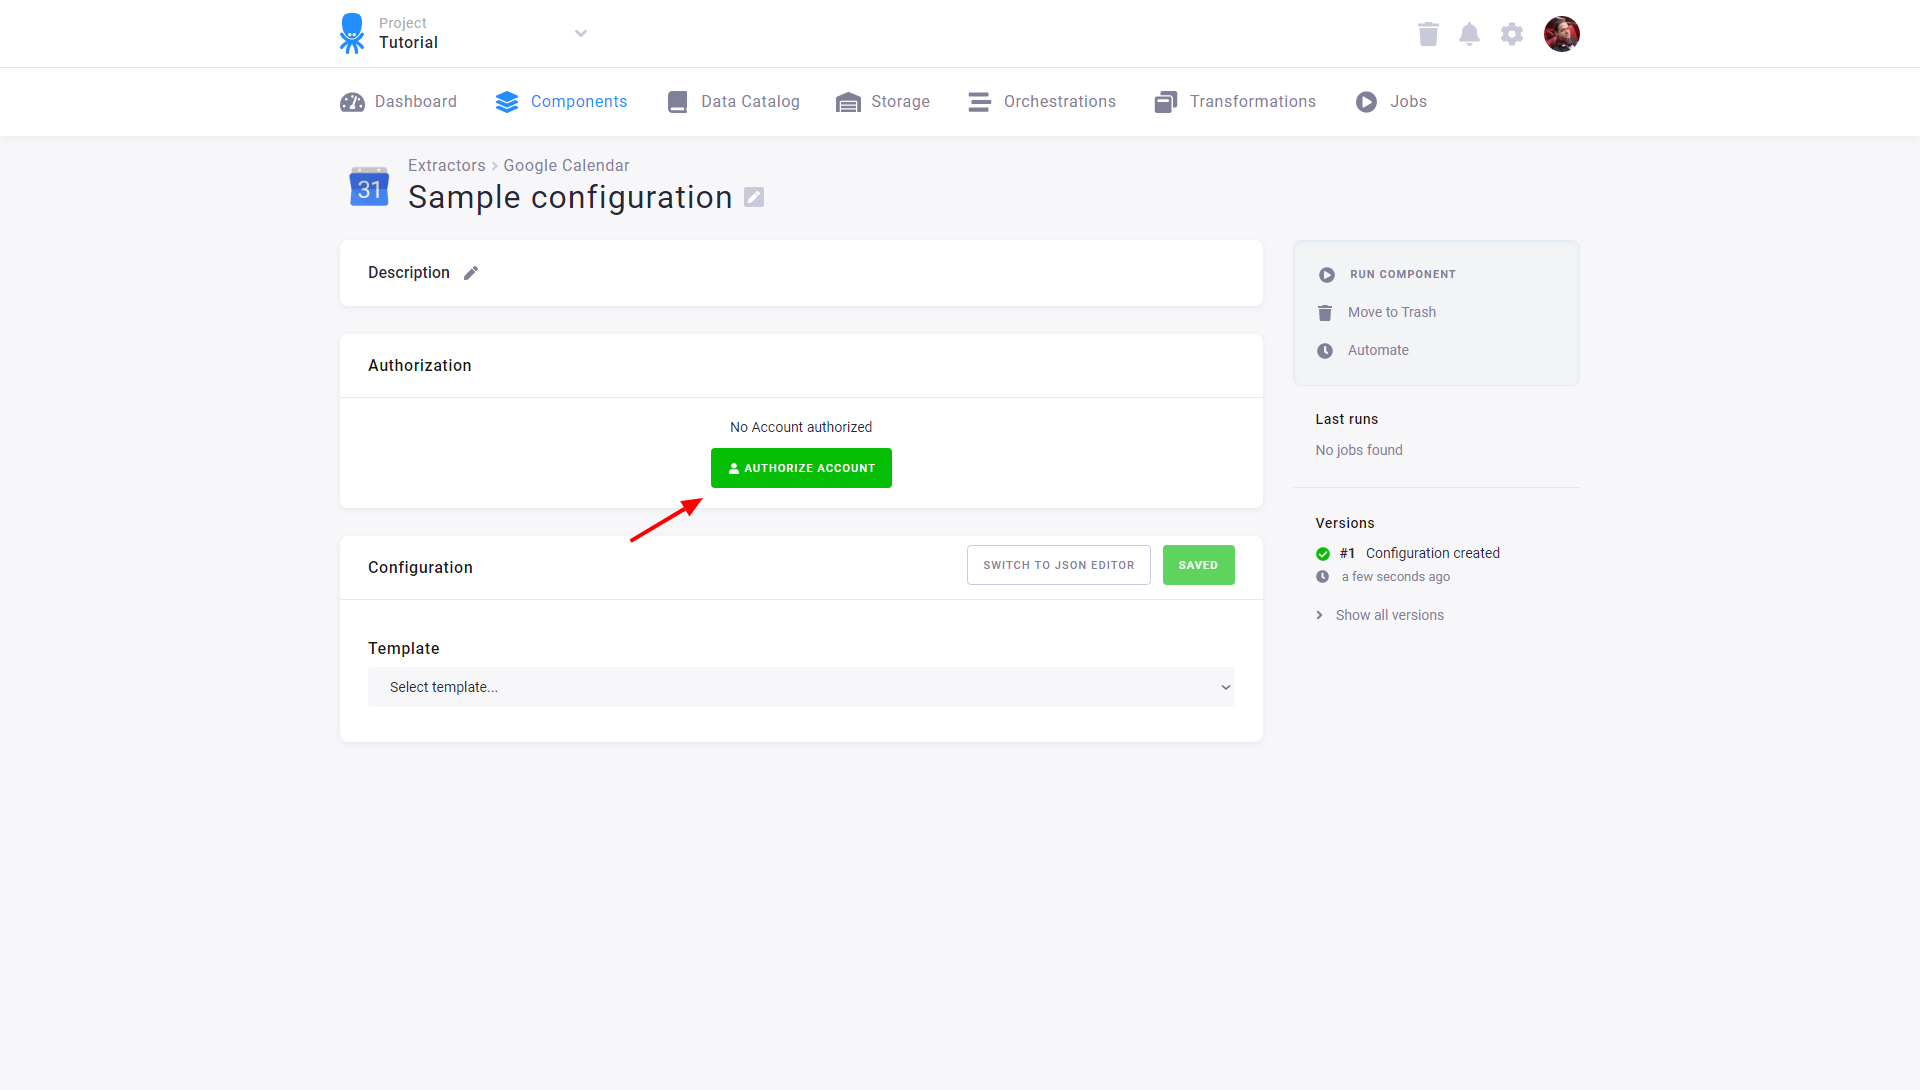 Project
Tutorial
Dashboard
Components
Data Catalog
Storage
Orchestrations
Transformations
Jobs
31
Extractors > Google Calendar
Sample configuration
Description
Authorization
No Account authorized
AUTHORIZE ACCOUNT
Configuration
SWITCH TO JSON EDITOR
SAVED
Template
Select template...
RUN COMPONENT
Move to Trash
Automate
Last runs
No jobs found
Versions
#1 Configuration created
a few seconds ago
Show all versions